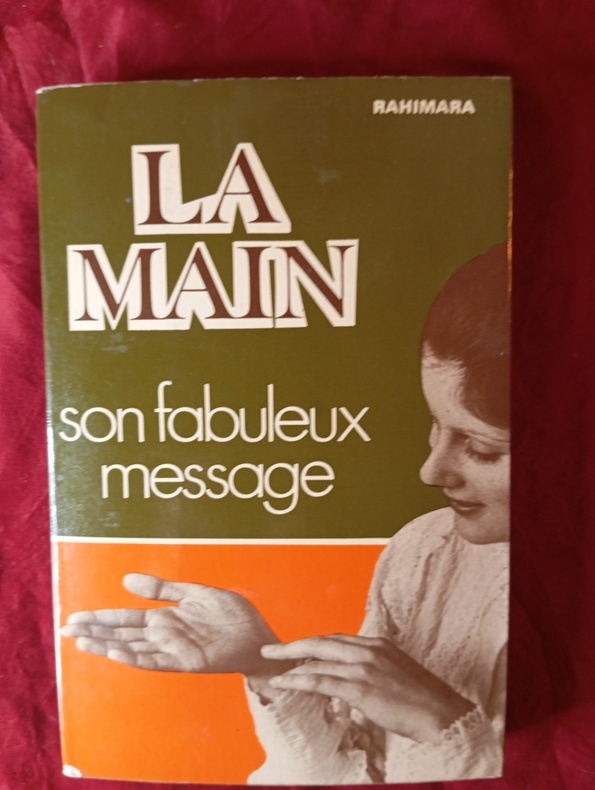 RAHIMARA
LA
MAIN
son fabuleux
message